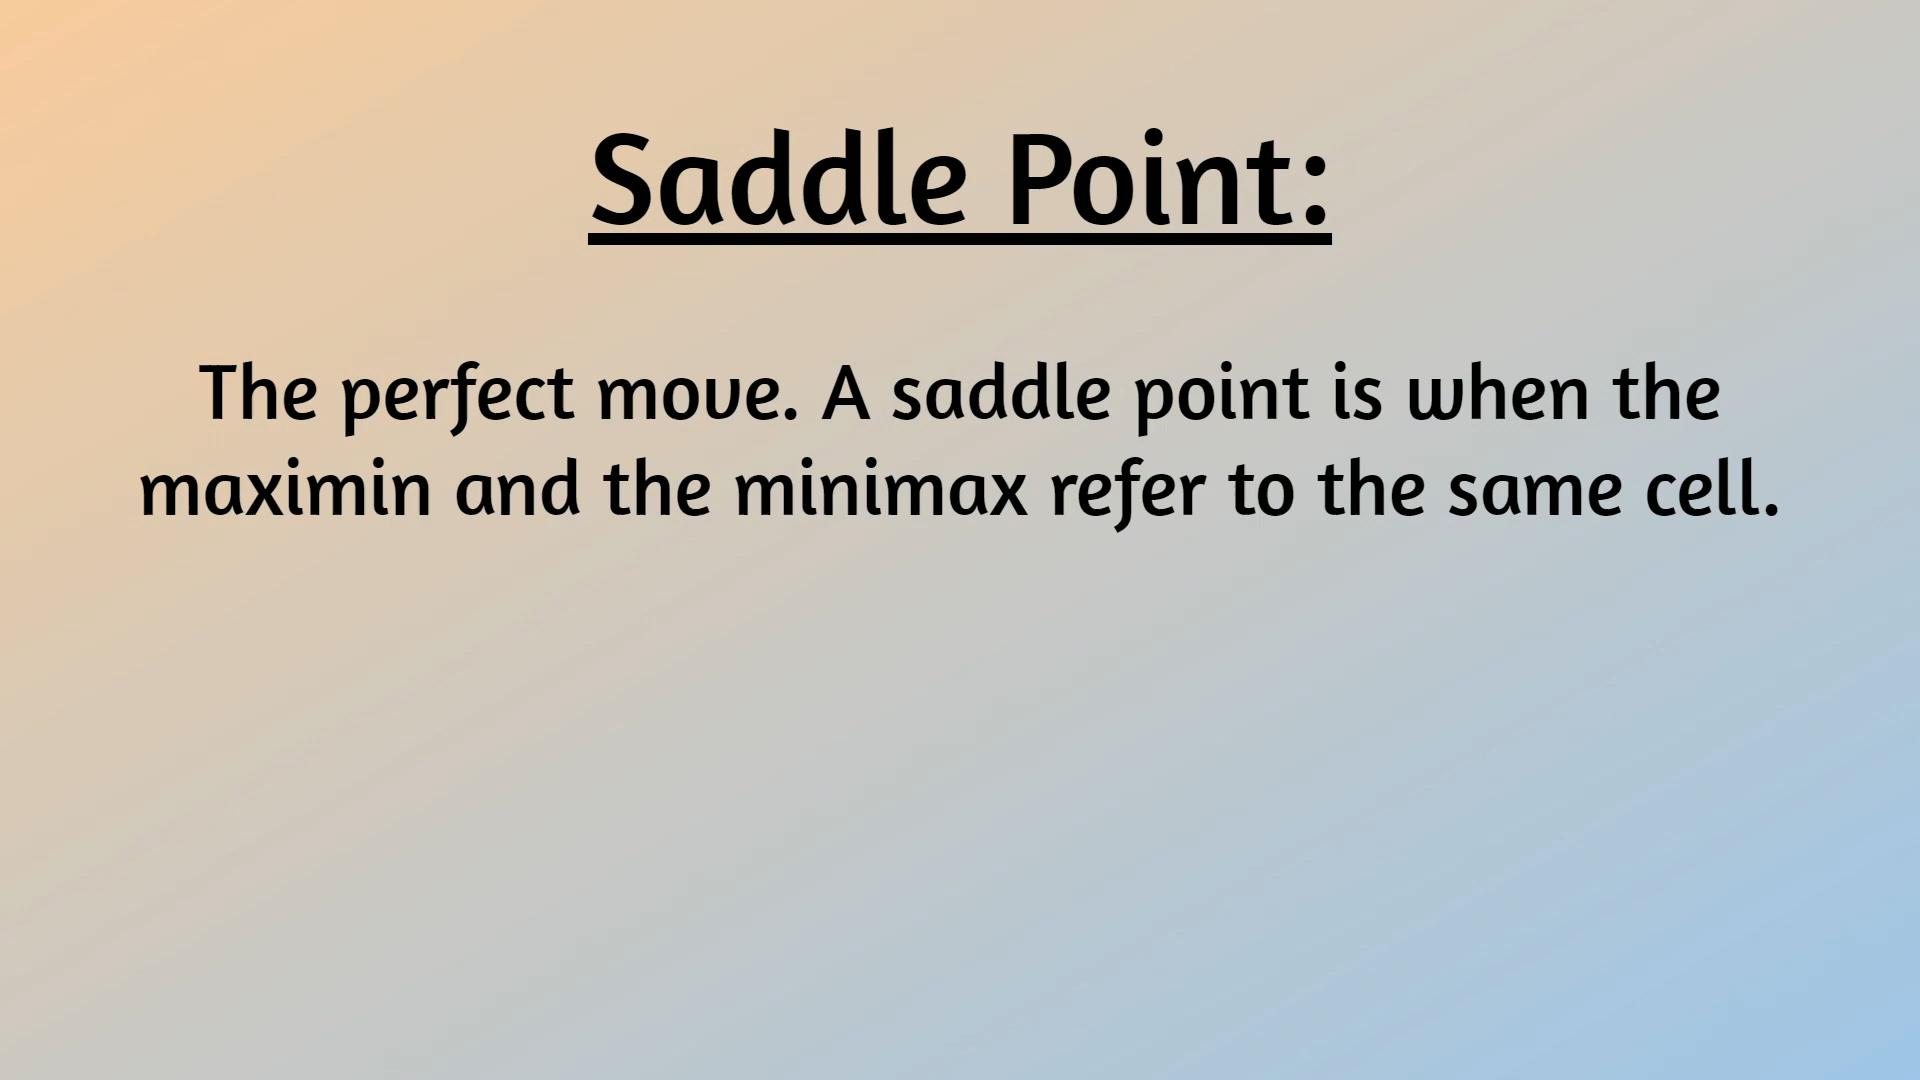 Saddle Point:
The perfect move. A saddle point is when the
maximin and the minimax refer to the same cell.